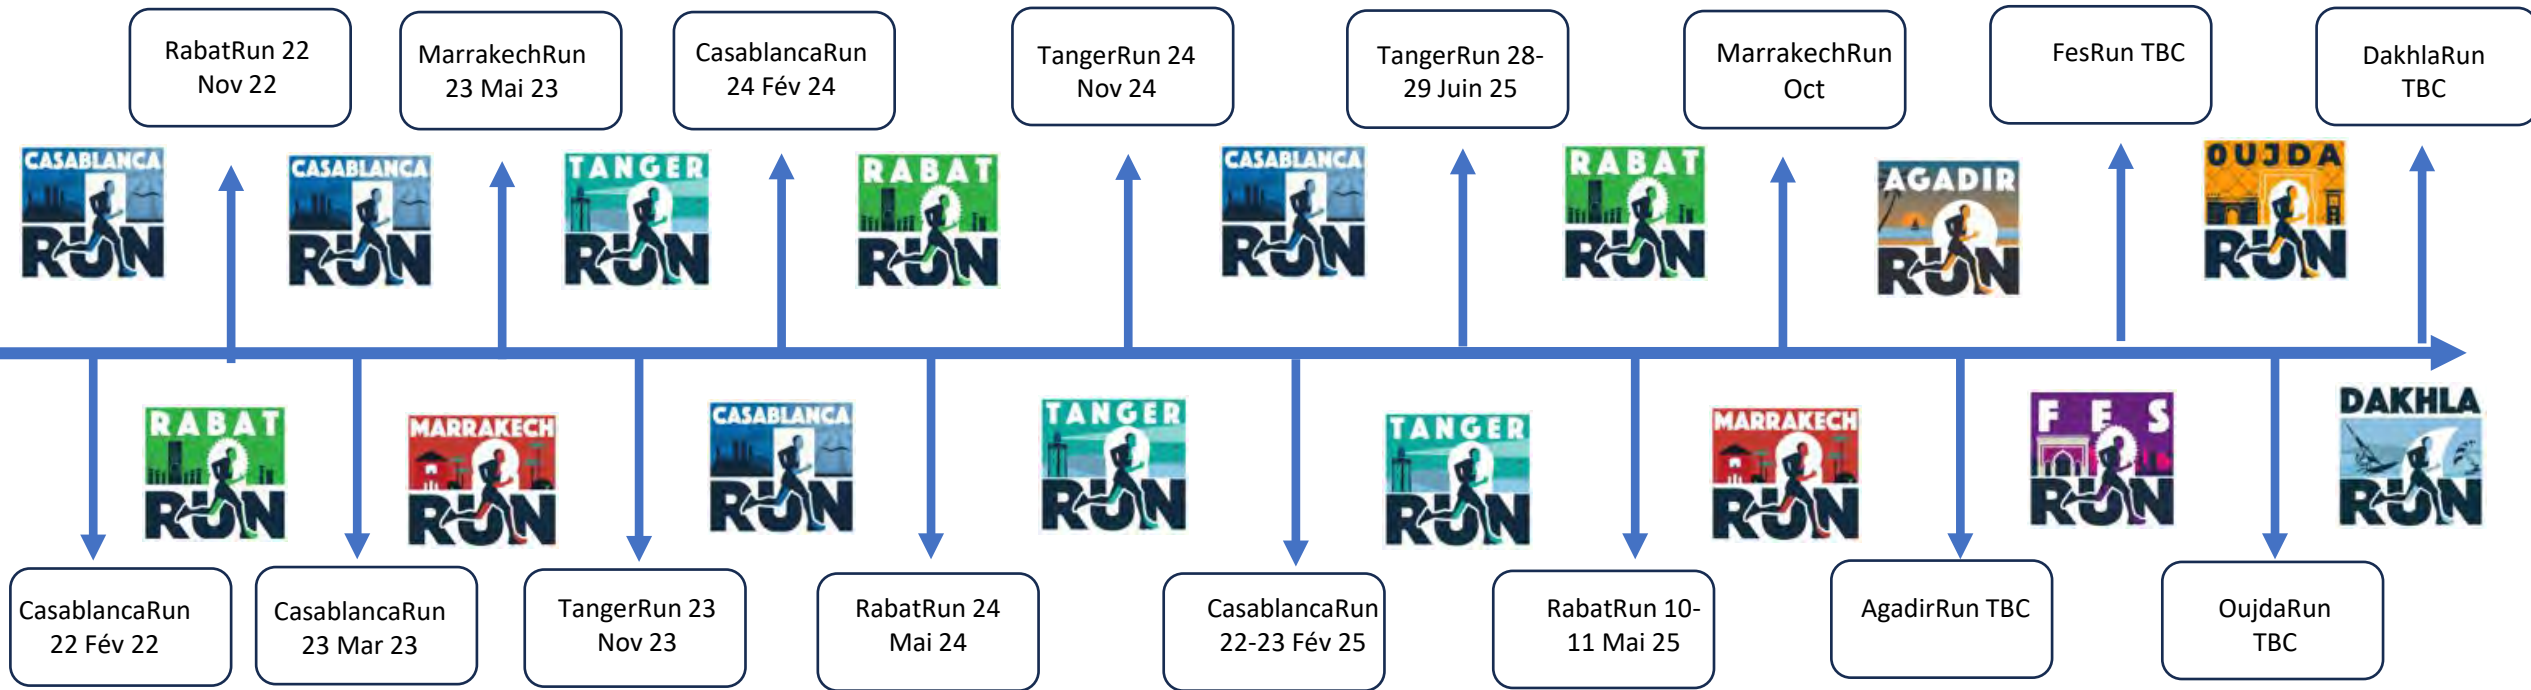 RabatRun 22
Nov 22
MarrakechRun
23 Mai 23
CasablancaRun
24 Fév 24
TangerRun 24
Nov 24
TangerRun 28-
29 Juin 25
MarrakechRun
Oct
FesRun TBC
DakhlaRun
TBC
CASABLANCA
RUN
CASABLANCA
RUN
TANGER
RUN
RABAT
RUN
CASABLANCA
RUN
RABAT
RUN
AGADIR
RUN
OUJDA
RUN
RABAT
RUN
MARRAKECH
RUN
CASABLANCA
RUN
TANGER
RUN
TANGER
RUN
MARRAKECH
RUN
FES
RUN
DAKHLA
RUN
CasablancaRun
22 Fév 22
CasablancaRun
23 Mar 23
TangerRun 23
Nov 23
RabatRun 24
Mai 24
CasablancaRun
22-23 Fév 25
RabatRun 10-
11 Mai 25
AgadirRun TBC
OujdaRun
TBC